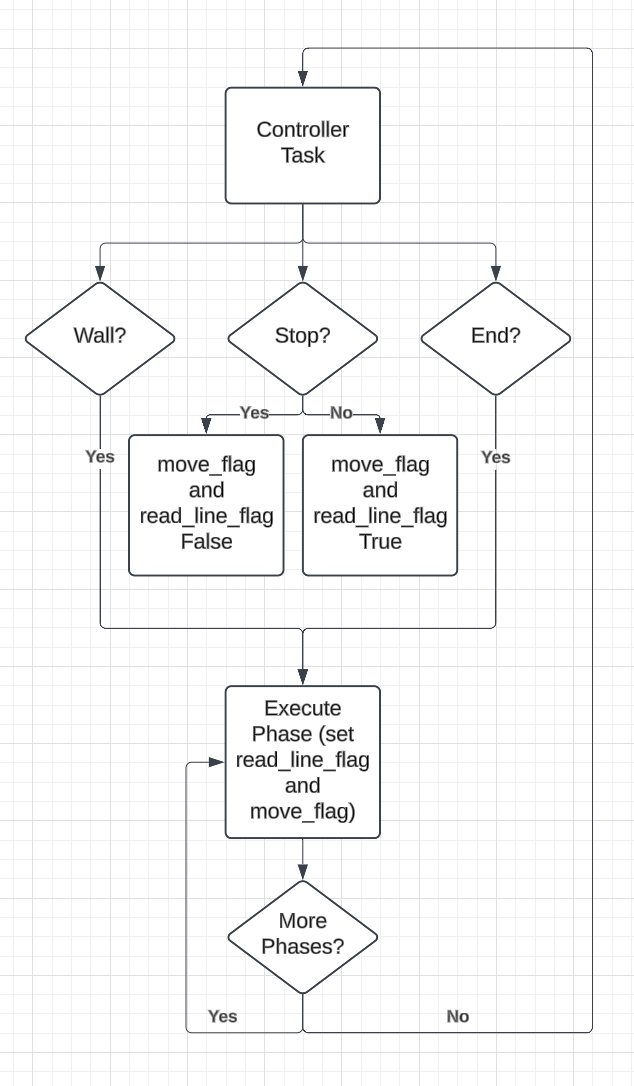 Controller
Task
Wall?
Stop?
End?
Yes
No
Yes
Yes
move_flag
and
read_line_flag
False
move_flag
and
read_line_flag
True
Execute
Phase (set
read_line_flag
and
move_flag)
More
Phases?
Yes
No